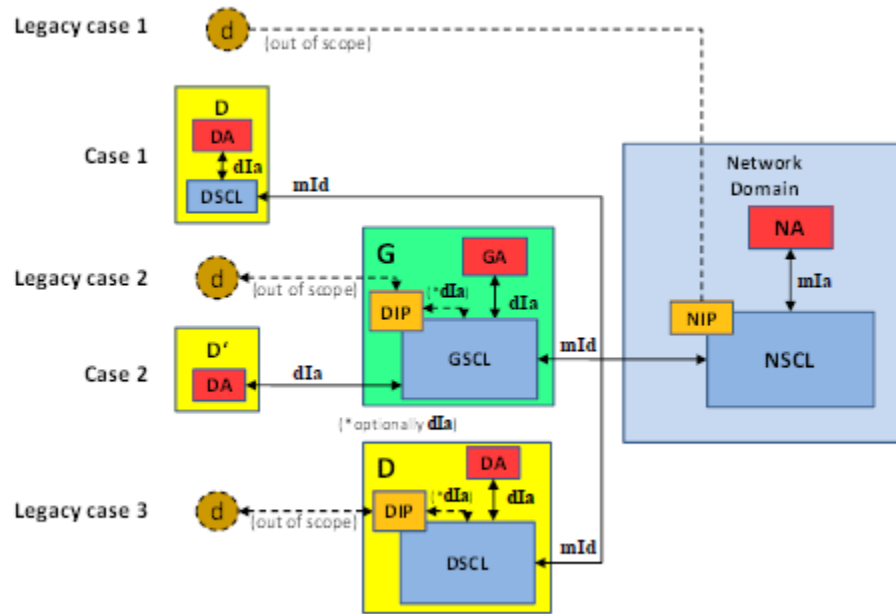 Legacy case 1
d
(out of scope)
D
DA
dIa
DSCL
Case 1
mId
Network
Domain
NA
mIa
NIP
NSCL
Legacy case 2
d
(out of scope)
G
GA
DIP
(*dIa)
dIa
GSCL
mId
Case 2
D‘
DA
dIa
(*optionally dIa)
D
DA
Legacy case 3
d
(out of scope)
DIP
(*dIa)
dIa
DSCL
mId